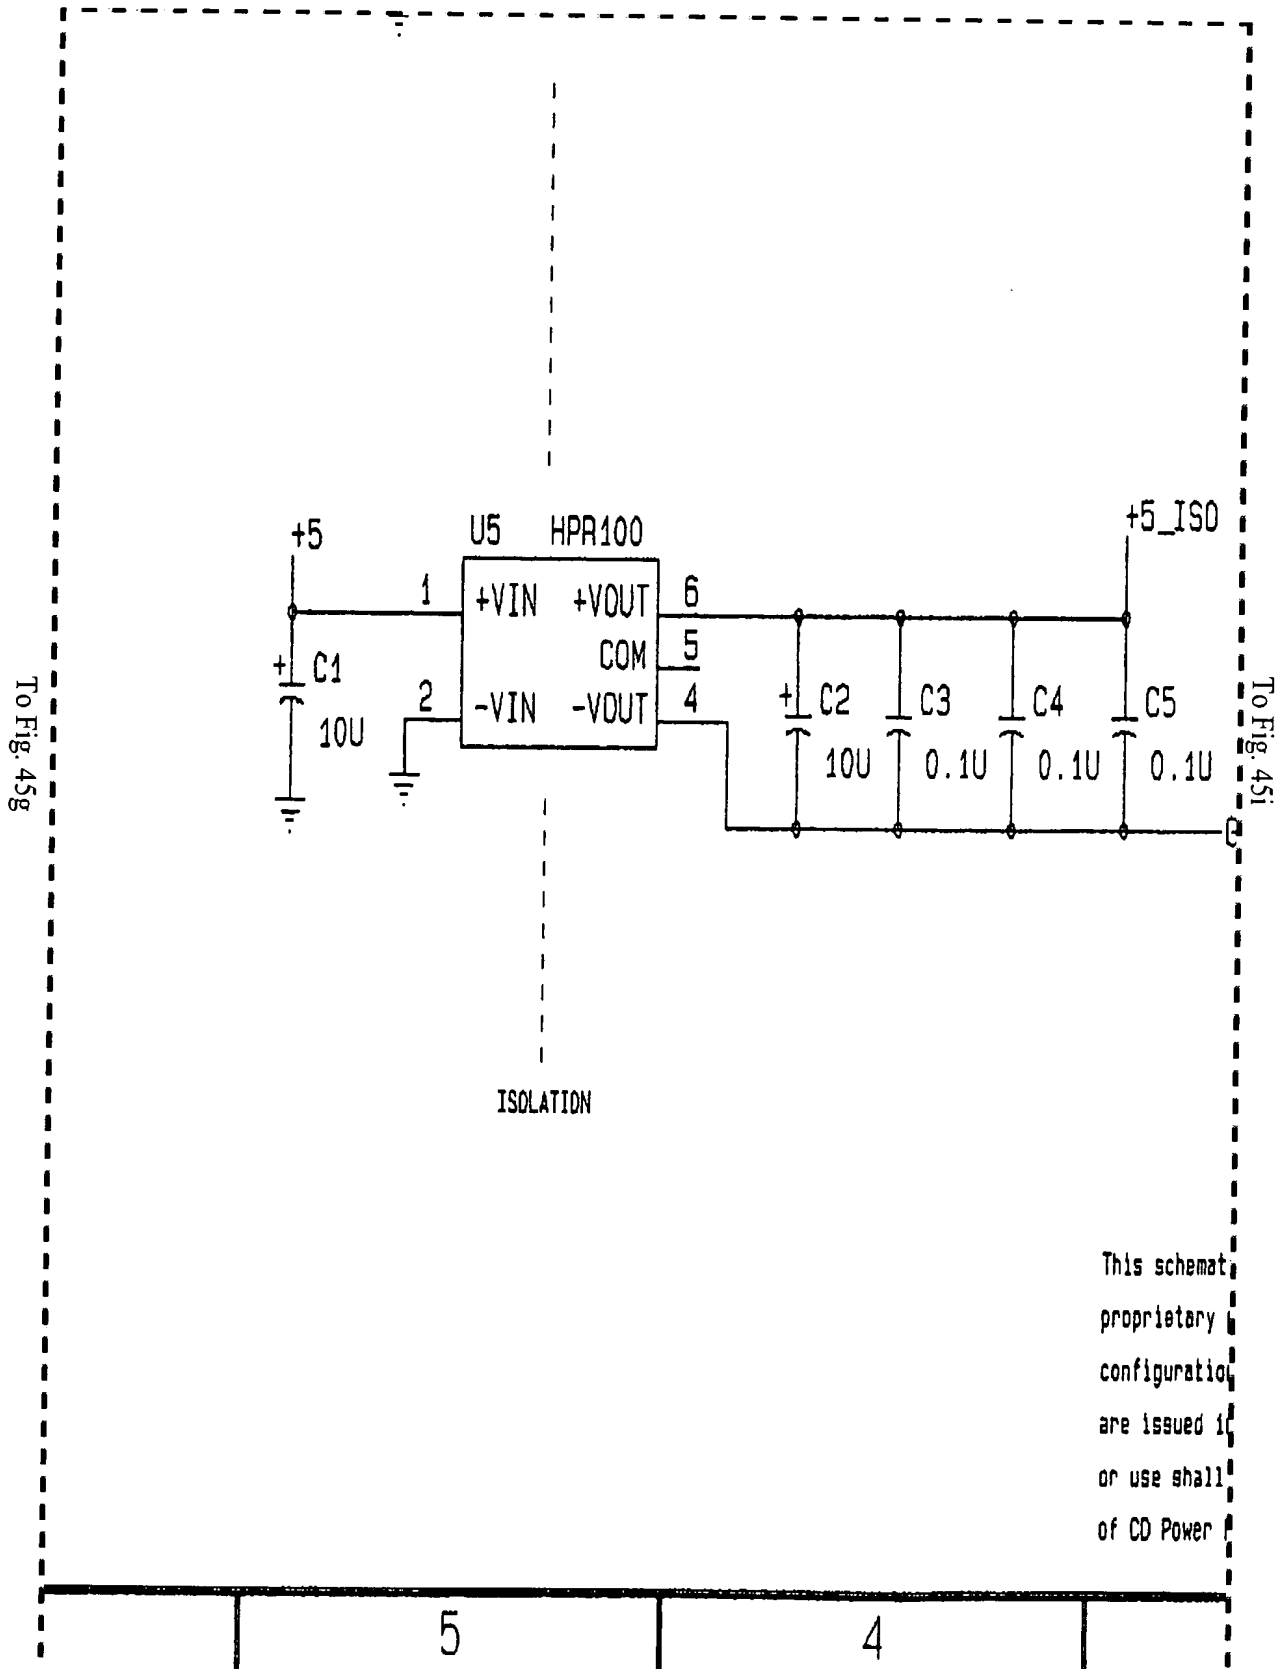 +5
U5 HPR100
+5_ISO
1
+VIN
+VOUT
6
COM
5
2
-VIN
-VOUT
4
+ C1
10U
+ C2
10U
C3
0.1U
C4
0.1U
C5
0.1U
To Fig. 45g
To Fig. 45i
ISOLATION
This schemat
proprietary
configuratio
are issued
or use shall
of CD Power
5
4